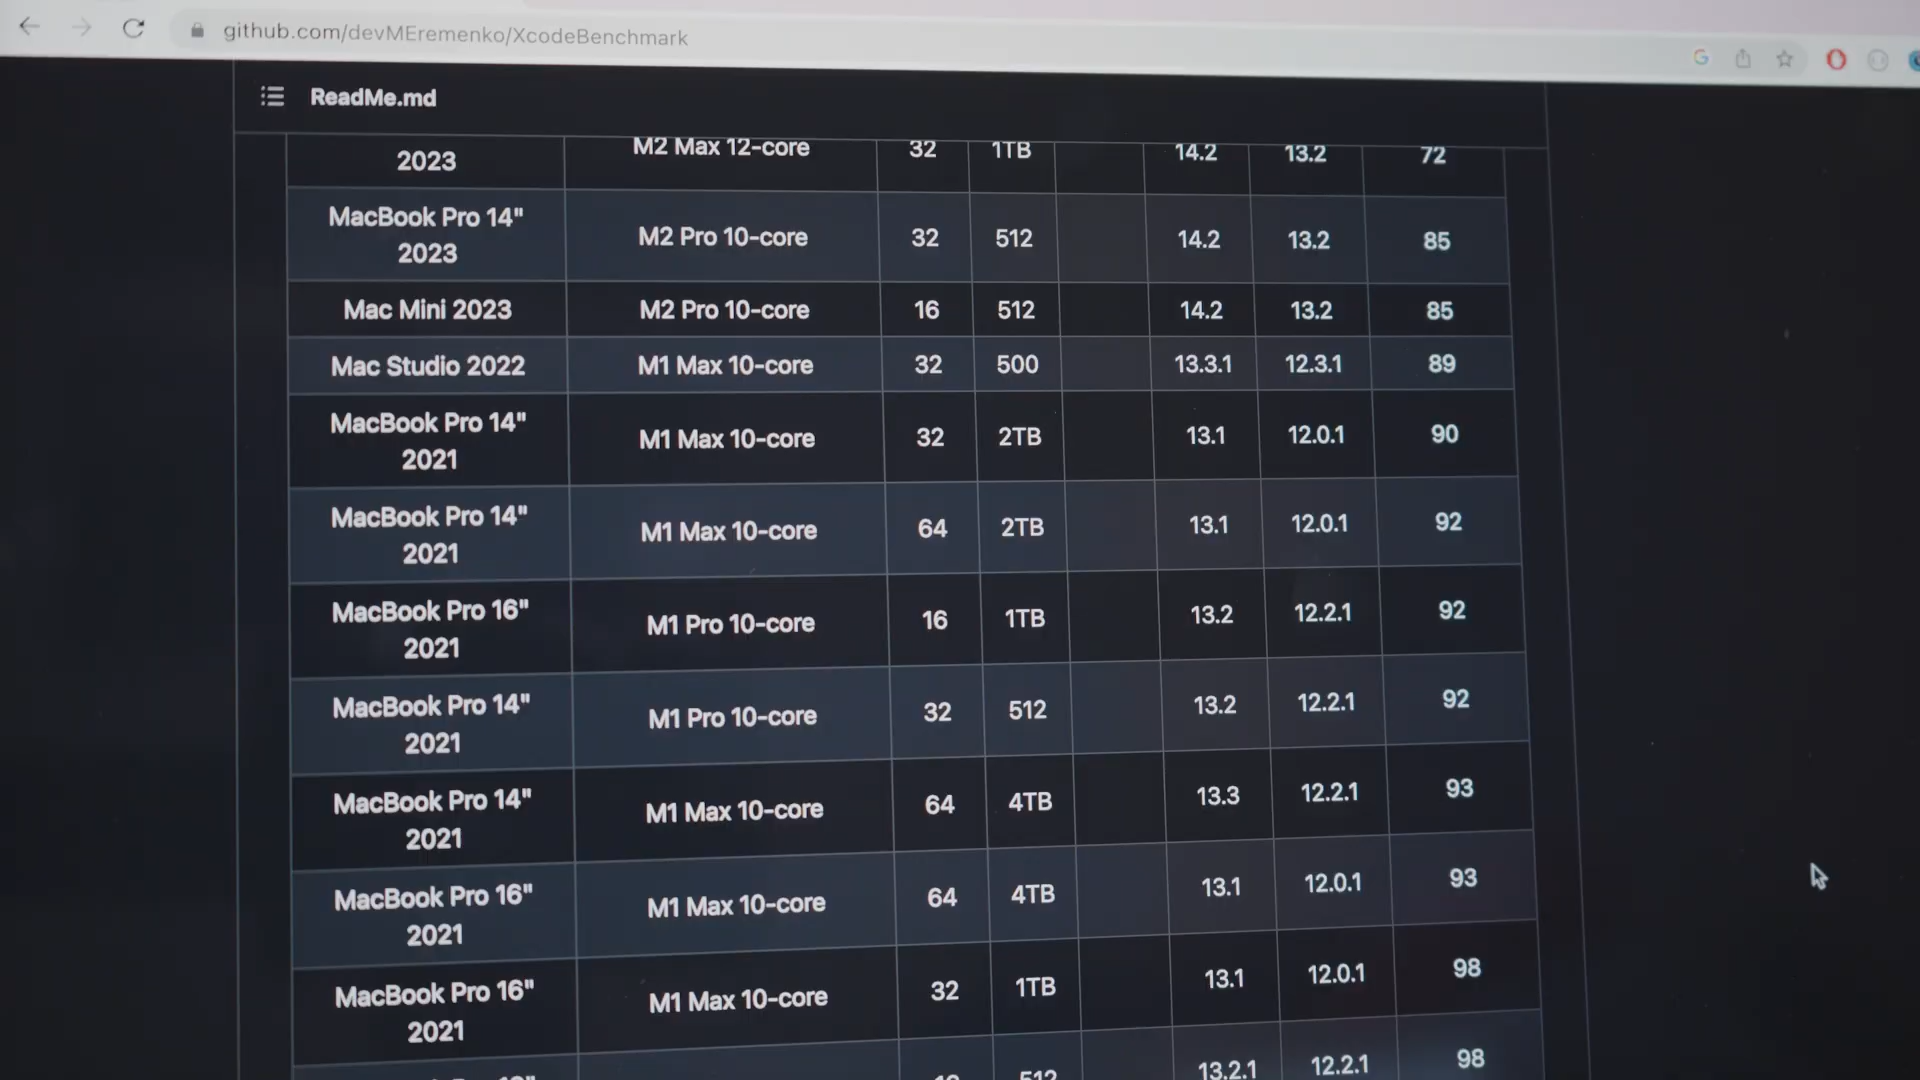 github.com/devMEremenko/XcodeBenchmark
ReadMe.md
2023 M2 Max 12-core 32 1TB 14.2 13.2 72
MacBook Pro 14"
2023 M2 Pro 10-core 32 512 14.2 13.2 85
Mac Mini 2023 M2 Pro 10-core 16 512 14.2 13.2 85
Mac Studio 2022 M1 Max 10-core 32 500 13.3.1 12.3.1 89
MacBook Pro 14"
2021 M1 Max 10-core 32 2TB 13.1 12.0.1 90
MacBook Pro 14"
2021 M1 Max 10-core 64 2TB 13.1 12.0.1 92
MacBook Pro 16"
2021 M1 Pro 10-core 16 1TB 13.2 12.2.1 92
MacBook Pro 14"
2021 M1 Pro 10-core 32 512 13.2 12.2.1 92
MacBook Pro 14"
2021 M1 Max 10-core 64 4TB 13.3 12.2.1 93
MacBook Pro 16"
2021 M1 Max 10-core 64 4TB 13.1 12.0.1 93
MacBook Pro 16"
2021 M1 Max 10-core 32 1TB 13.1 12.0.1 98
512 13.2.1 12.2.1 98